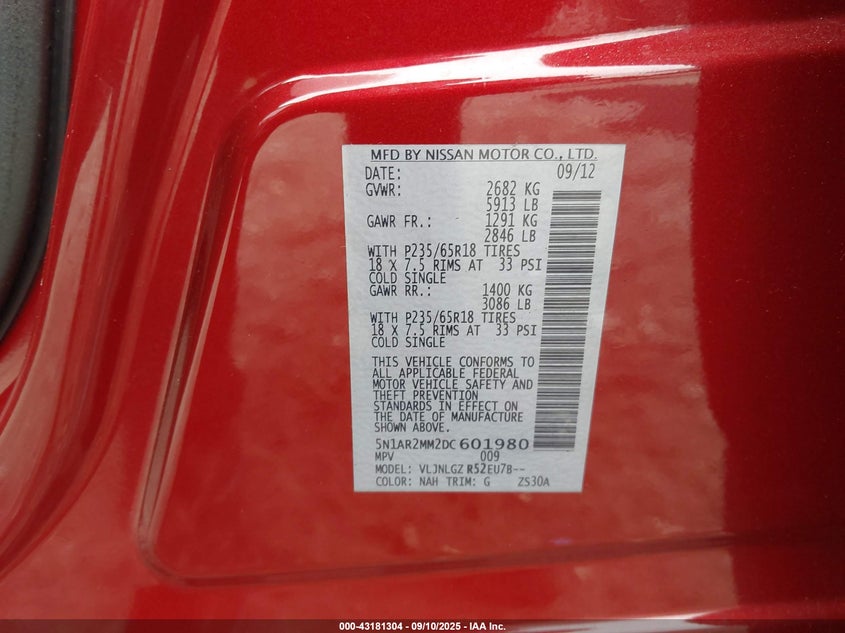 MFD BY NISSAN MOTOR CO., LTD.
DATE: 09/12
GVWR: 2682 KG
5913 LB
GAWR FR.: 1291 KG
2846 LB
WITH P235/65R18 TIRES
18 X 7.5 RIMS AT 33 PSI
COLD SINGLE
GAWR RR.: 1400 KG
3086 LB
WITH P235/65R18 TIRES
18 X 7.5 RIMS AT 33 PSI
COLD SINGLE
THIS VEHICLE CONFORMS TO
ALL APPLICABLE FEDERAL
MOTOR VEHICLE SAFETY AND
THEFT PREVENTION
STANDARDS IN EFFECT ON
THE DATE OF MANUFACTURE
SHOWN ABOVE.
5N1AR2MM2DC601980
MPV 009
MODEL: VLJNLGZ R52EU7B--
COLOR: NAH TRIM: G ZS30A
000-43181304 | 09/10/2025 - IAA Inc.